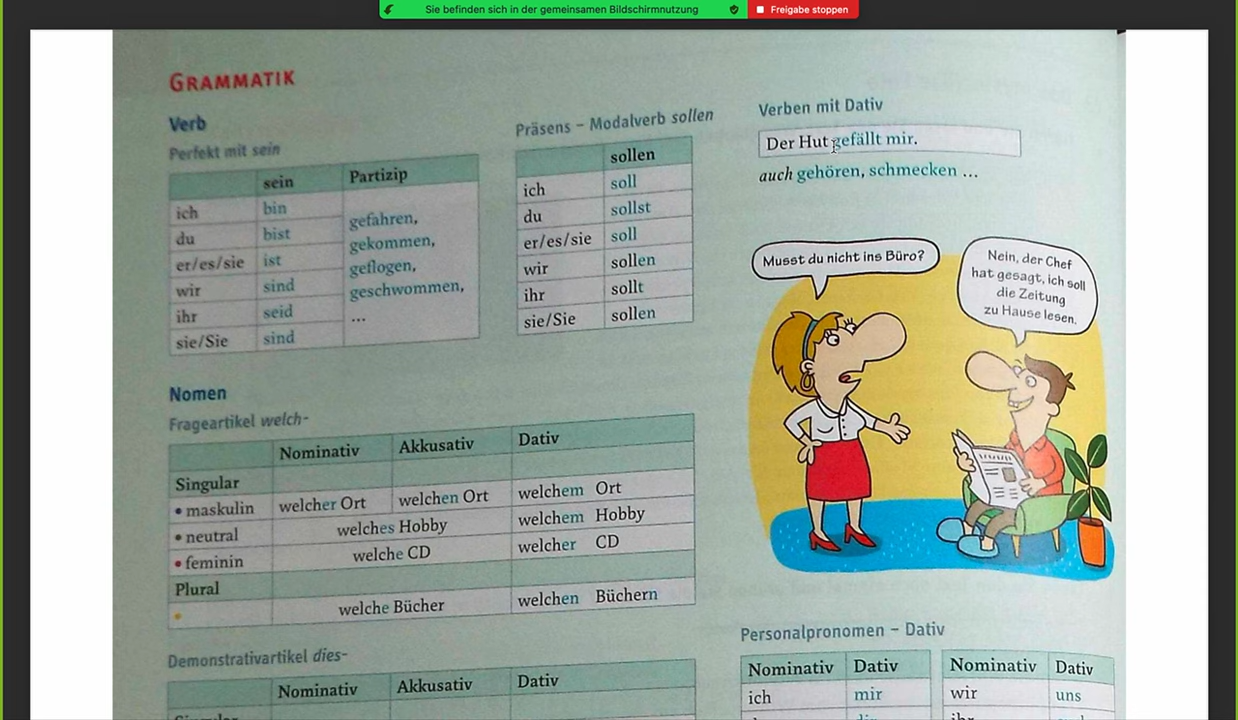 Sie befinden sich in der gemeinsamen Bildschirmnutzung
Freigabe stoppen
GRAMMATIK
Verb
Perfekt mit sein
sein Partizip
ich bin gefahren,
du bist gekommen,
er/es/sie ist geflogen,
wir sind geschwommen,
ihr seid ...
sie/Sie sind
Präsens – Modalverb sollen
sollen
ich soll
du sollst
er/es/sie soll
wir sollen
ihr sollt
sie/Sie sollen
Verben mit Dativ
Der Hut gefällt mir.
auch gehören, schmecken ...
Musst du nicht ins Büro?
Nein, der Chef
hat gesagt, ich soll
die Zeitung
zu Hause lesen.
Nomen
Frageartikel welch-
Nominativ Akkusativ Dativ
Singular
• maskulin welcher Ort welchen Ort welchem Ort
• neutral welches Hobby welchem Hobby
• feminin welche CD welcher CD
Plural
• welche Bücher welchen Büchern
Demonstrativartikel dies-
Nominativ Akkusativ Dativ
Personalpronomen – Dativ
Nominativ Dativ Nominativ Dativ
ich mir wir uns